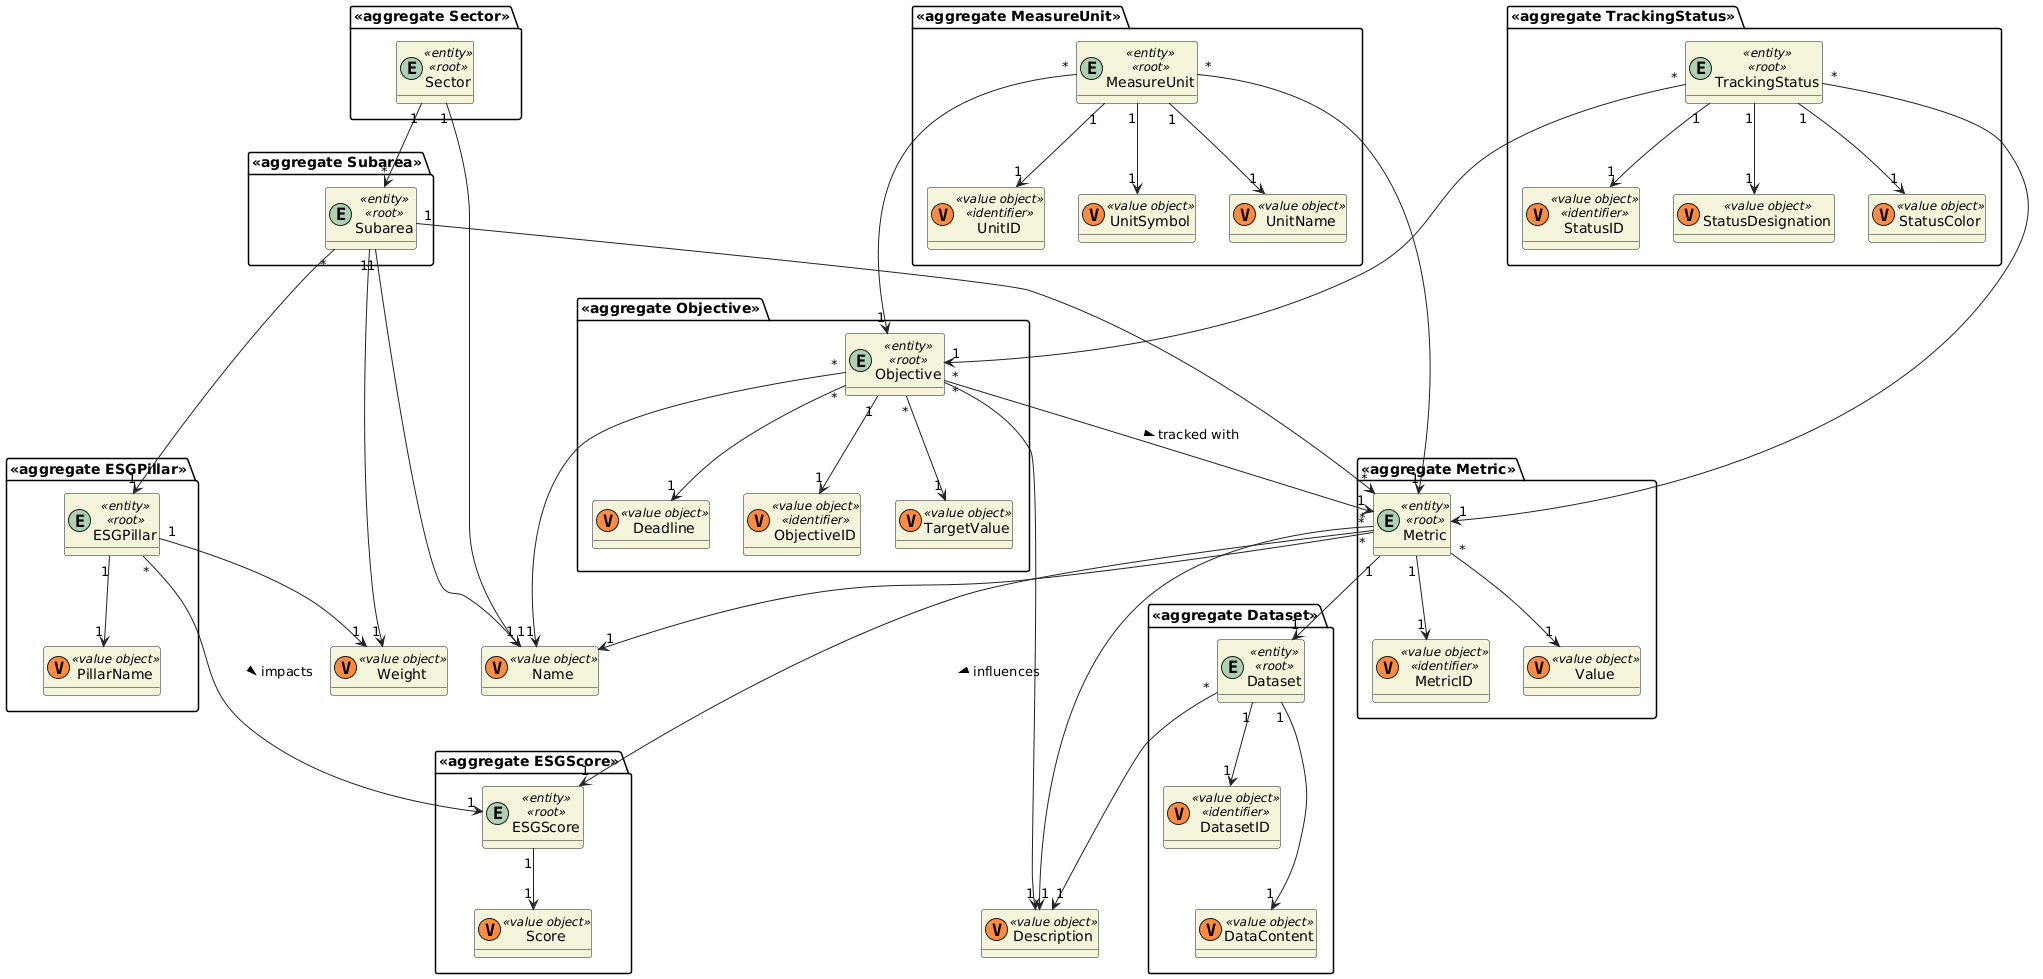 «aggregate Sector»
«entity»
«root»
E
Sector
1
1
«aggregate MeasureUnit»
«entity»
«root»
E
MeasureUnit
*
*
1
1
1
1
1
1
«value object»
«identifier»
V
UnitID
«value object»
V
UnitSymbol
«value object»
V
UnitName
«aggregate TrackingStatus»
«entity»
«root»
E
TrackingStatus
*
*
1
1
1
1
1
1
«value object»
«identifier»
V
StatusID
«value object»
V
StatusDesignation
«value object»
V
StatusColor
«aggregate Subarea»
*
«entity»
«root»
E
Subarea
1
*
1
1
«aggregate Objective»
1
«entity»
«root»
E
Objective
1
*
*
*
*
1
*
*
tracked with
1
1
1
«value object»
V
Deadline
«value object»
«identifier»
V
ObjectiveID
«value object»
V
TargetValue
«aggregate ESGPillar»
1
«entity»
«root»
E
ESGPillar
1
1
*
1
«value object»
V
PillarName
impacts
1
1
«value object»
V
Weight
1
1
1
1
«value object»
V
Name
«aggregate Metric»
*
1
1
1
*
*
«entity»
«root»
E
Metric
1
1
*
1
1
«value object»
«identifier»
V
MetricID
«value object»
V
Value
influences
«aggregate Dataset»
1
«entity»
«root»
E
Dataset
*
1
1
1
«value object»
«identifier»
V
DatasetID
1
«value object»
V
DataContent
«aggregate ESGScore»
1
1
«entity»
«root»
E
ESGScore
1
1
«value object»
V
Score
1
1
1
«value object»
V
Description